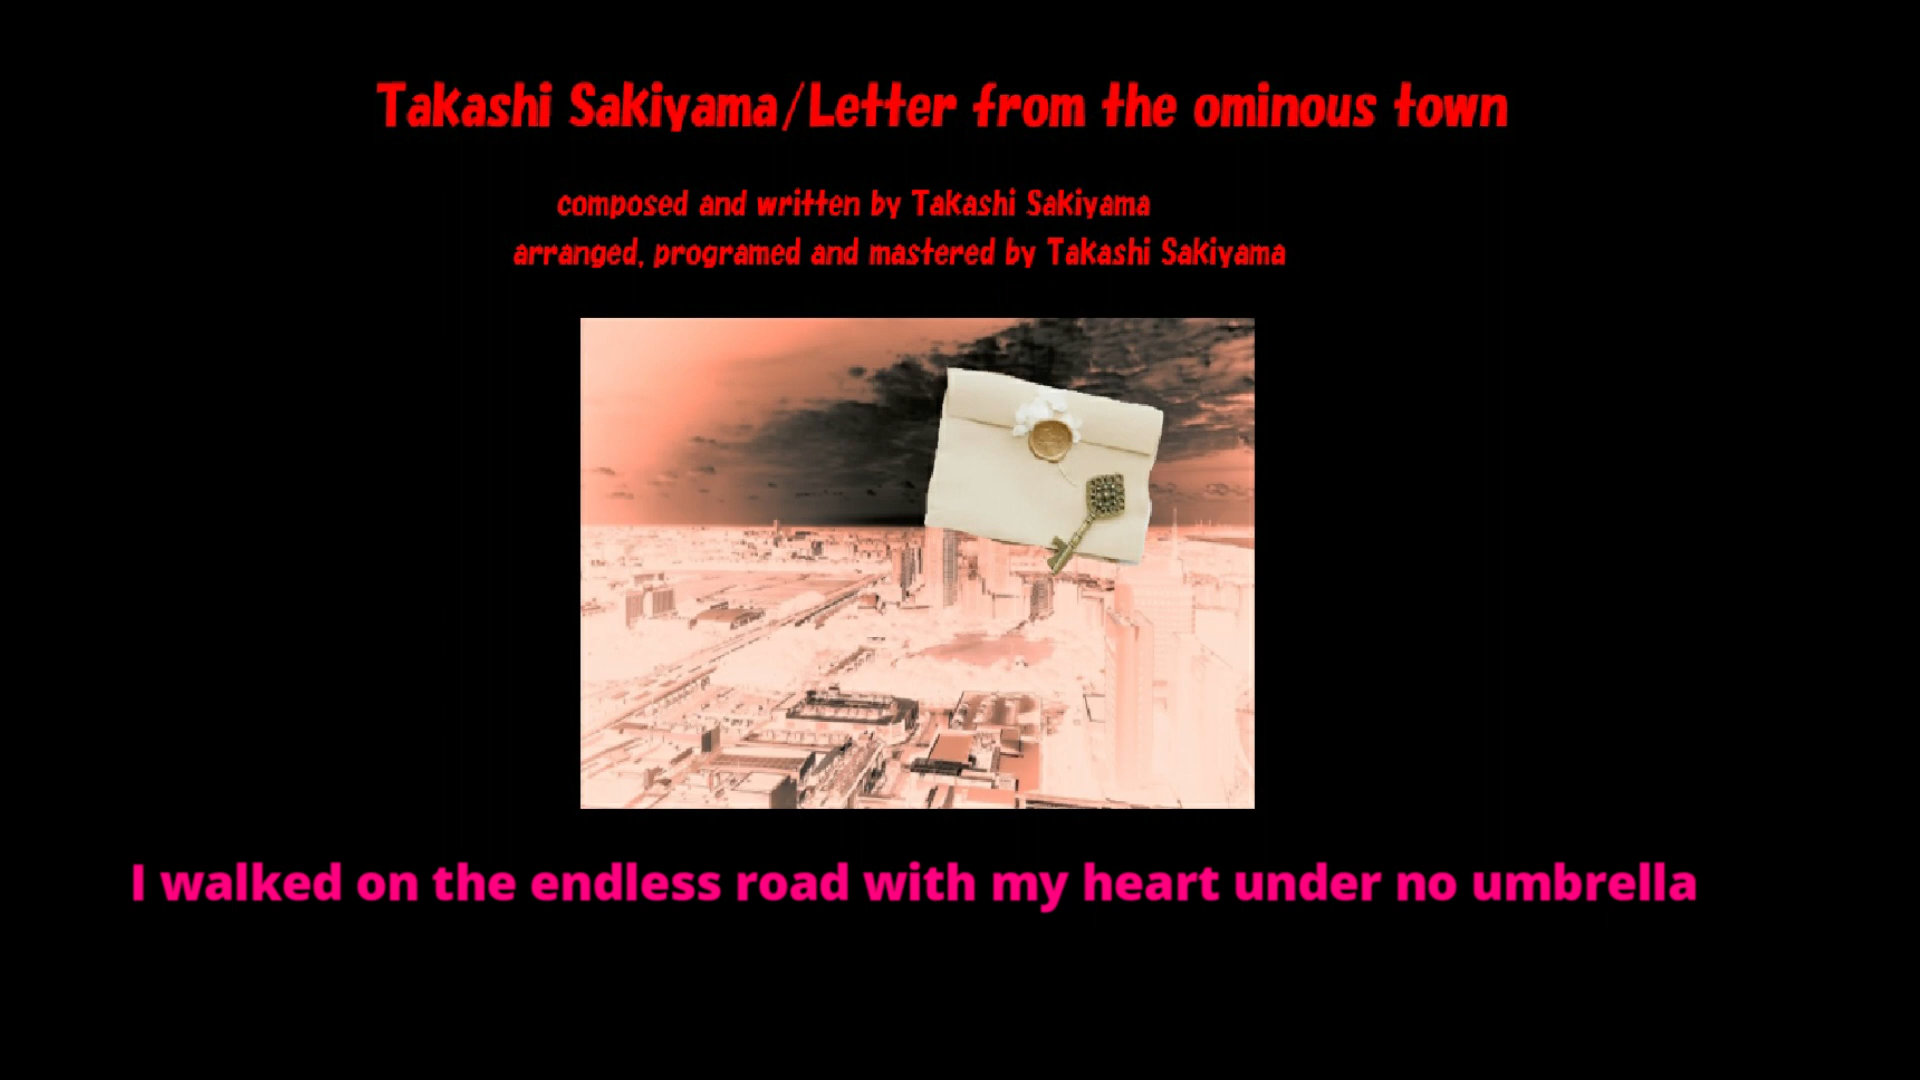 Takashi Sakiyama/Letter from the ominous town
composed and written by Takashi Sakiyama
arranged, programed and mastered by Takashi Sakiyama
I walked on the endless road with my heart under no umbrella